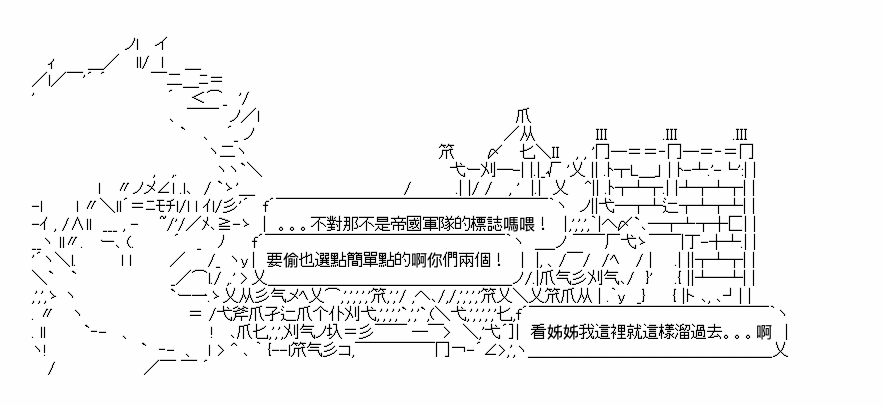 。。。不對那不是帝國軍隊的標誌嗎喂！
要偷也選點簡單點的啊你們兩個！
看姊姊我這裡就這樣溜過去。。。啊